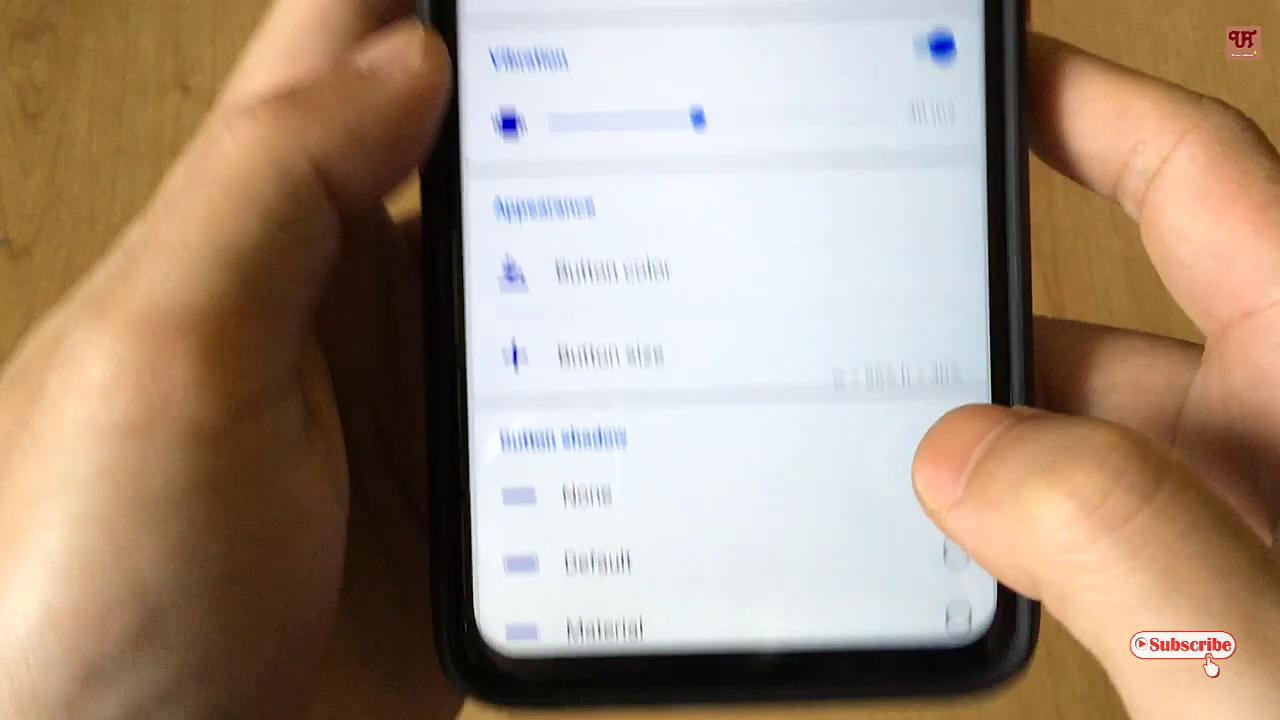 Vibration
Appearance
Button color
Button size
Button shadow
None
Default
Material
Subscribe